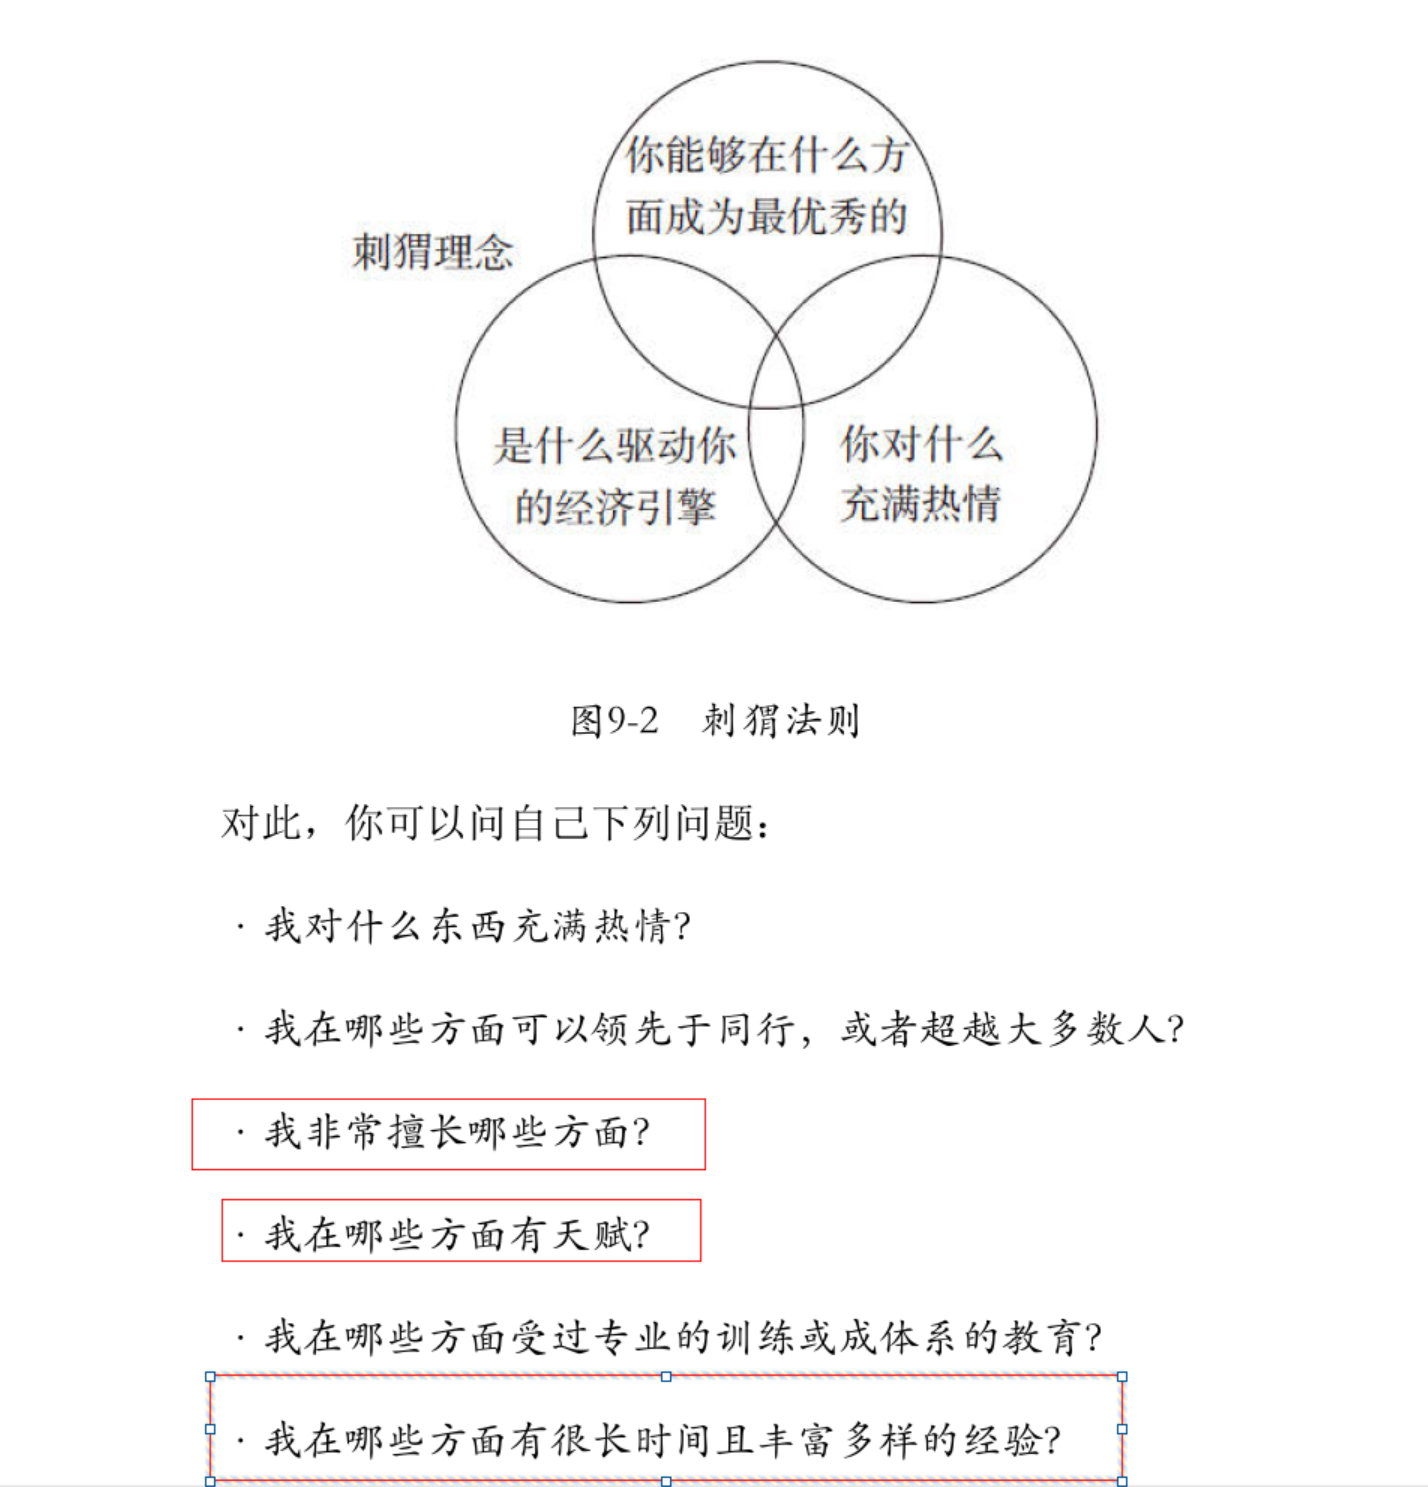 你能够在什么方
面成为最优秀的
刺猬理念
是什么驱动你
的经济引擎
你对什么
充满热情
图9-2 刺猬法则
对此，你可以问自己下列问题：
· 我对什么东西充满热情？
· 我在哪些方面可以领先于同行，或者超越大多数人？
· 我非常擅长哪些方面？
· 我在哪些方面有天赋？
· 我在哪些方面受过专业的训练或成体系的教育？
· 我在哪些方面有很长时间且丰富多样的经验？